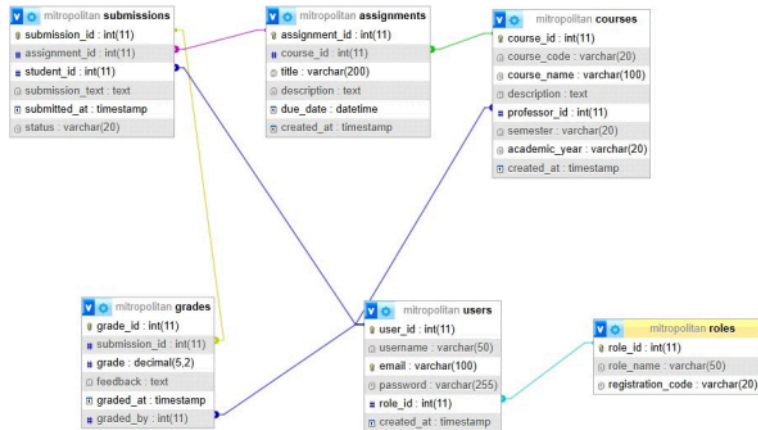 mitropolitan submissions
submission_id : int(11)
assignment_id : int(11)
student_id : int(11)
submission_text : text
submitted_at : timestamp
status : varchar(20)
mitropolitan assignments
assignment_id : int(11)
course_id : int(11)
title : varchar(200)
description : text
due_date : datetime
created_at : timestamp
mitropolitan courses
course_id : int(11)
course_code : varchar(20)
course_name : varchar(100)
description : text
professor_id : int(11)
semester : varchar(20)
academic_year : varchar(20)
created_at : timestamp
mitropolitan grades
grade_id : int(11)
submission_id : int(11)
grade : decimal(5,2)
feedback : text
graded_at : timestamp
graded_by : int(11)
mitropolitan users
user_id : int(11)
username : varchar(50)
email : varchar(100)
password : varchar(255)
role_id : int(11)
created_at : timestamp
mitropolitan roles
role_id : int(11)
role_name : varchar(50)
registration_code : varchar(20)